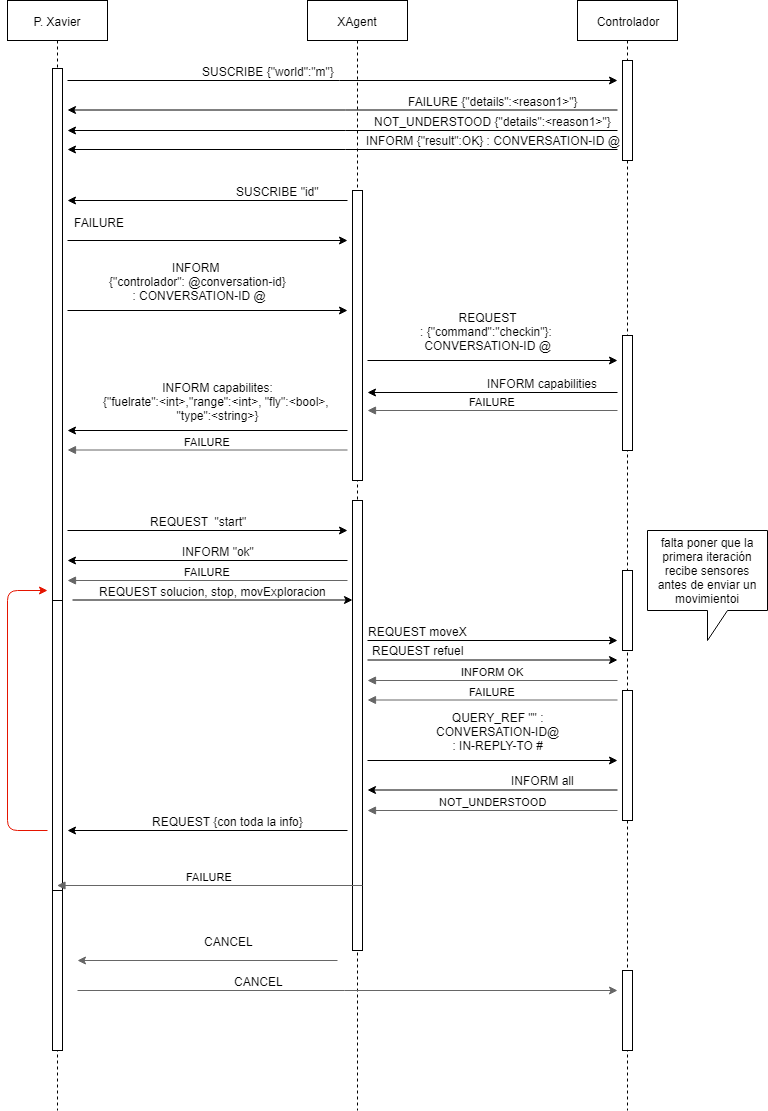 P. Xavier
XAgent
Controlador
SUSCRIBE {"world":"m"}
FAILURE {"details":<reason1>"}
NOT_UNDERSTOOD {"details":<reason1>"}
INFORM {"result":OK} : CONVERSATION-ID @
SUSCRIBE "id"
FAILURE
INFORM
{"controlador": @conversation-id}
: CONVERSATION-ID @
REQUEST
: {"command":"checkin"}:
CONVERSATION-ID @
INFORM capabilities
FAILURE
INFORM capabilites:
{"fuelrate":<int>,"range":<int>, "fly":<bool>,
"type":<string>}
FAILURE
REQUEST  "start"
INFORM "ok"
FAILURE
REQUEST solucion, stop, movExploracion
falta poner que la
primera iteración
recibe sensores
antes de enviar un
movimientoi
REQUEST moveX
REQUEST refuel
INFORM OK
FAILURE
QUERY_REF "" :
CONVERSATION-ID@
: IN-REPLY-TO #
INFORM all
NOT_UNDERSTOOD
REQUEST {con toda la info}
FAILURE
CANCEL
CANCEL